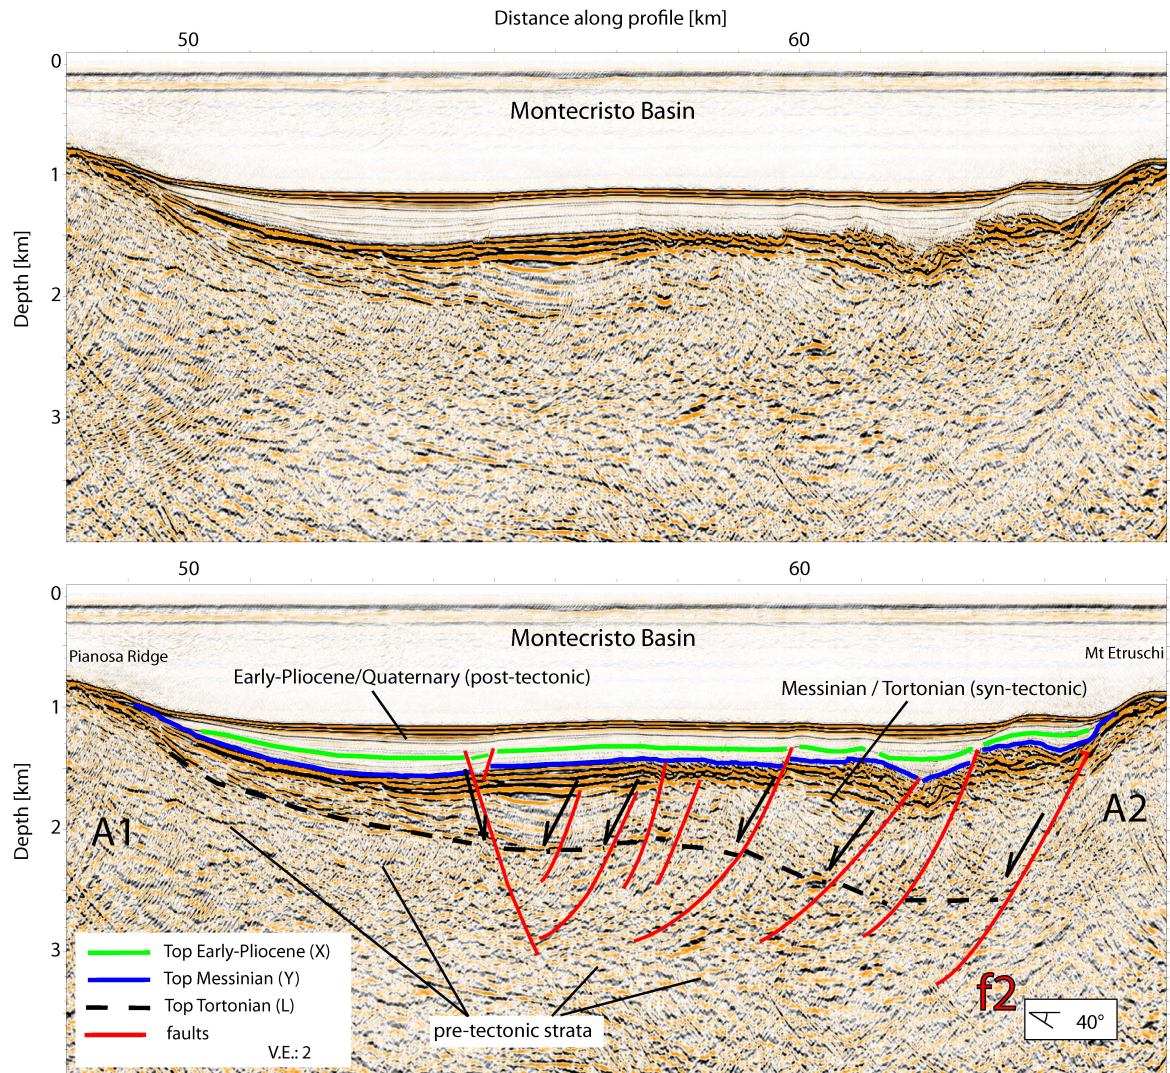 Distance along profile [km]
50 60
0
Montecristo Basin
1
Depth [km]
2
3
50 60
0
Montecristo Basin
Pianosa Ridge Mt Etruschi
Early-Pliocene/Quaternary (post-tectonic)
Messinian / Tortonian (syn-tectonic)
1
Depth [km]
A1 A2
2
3
Top Early-Pliocene (X)
Top Messinian (Y)
Top Tortonian (L)
faults
V.E.: 2
pre-tectonic strata
f2
40°